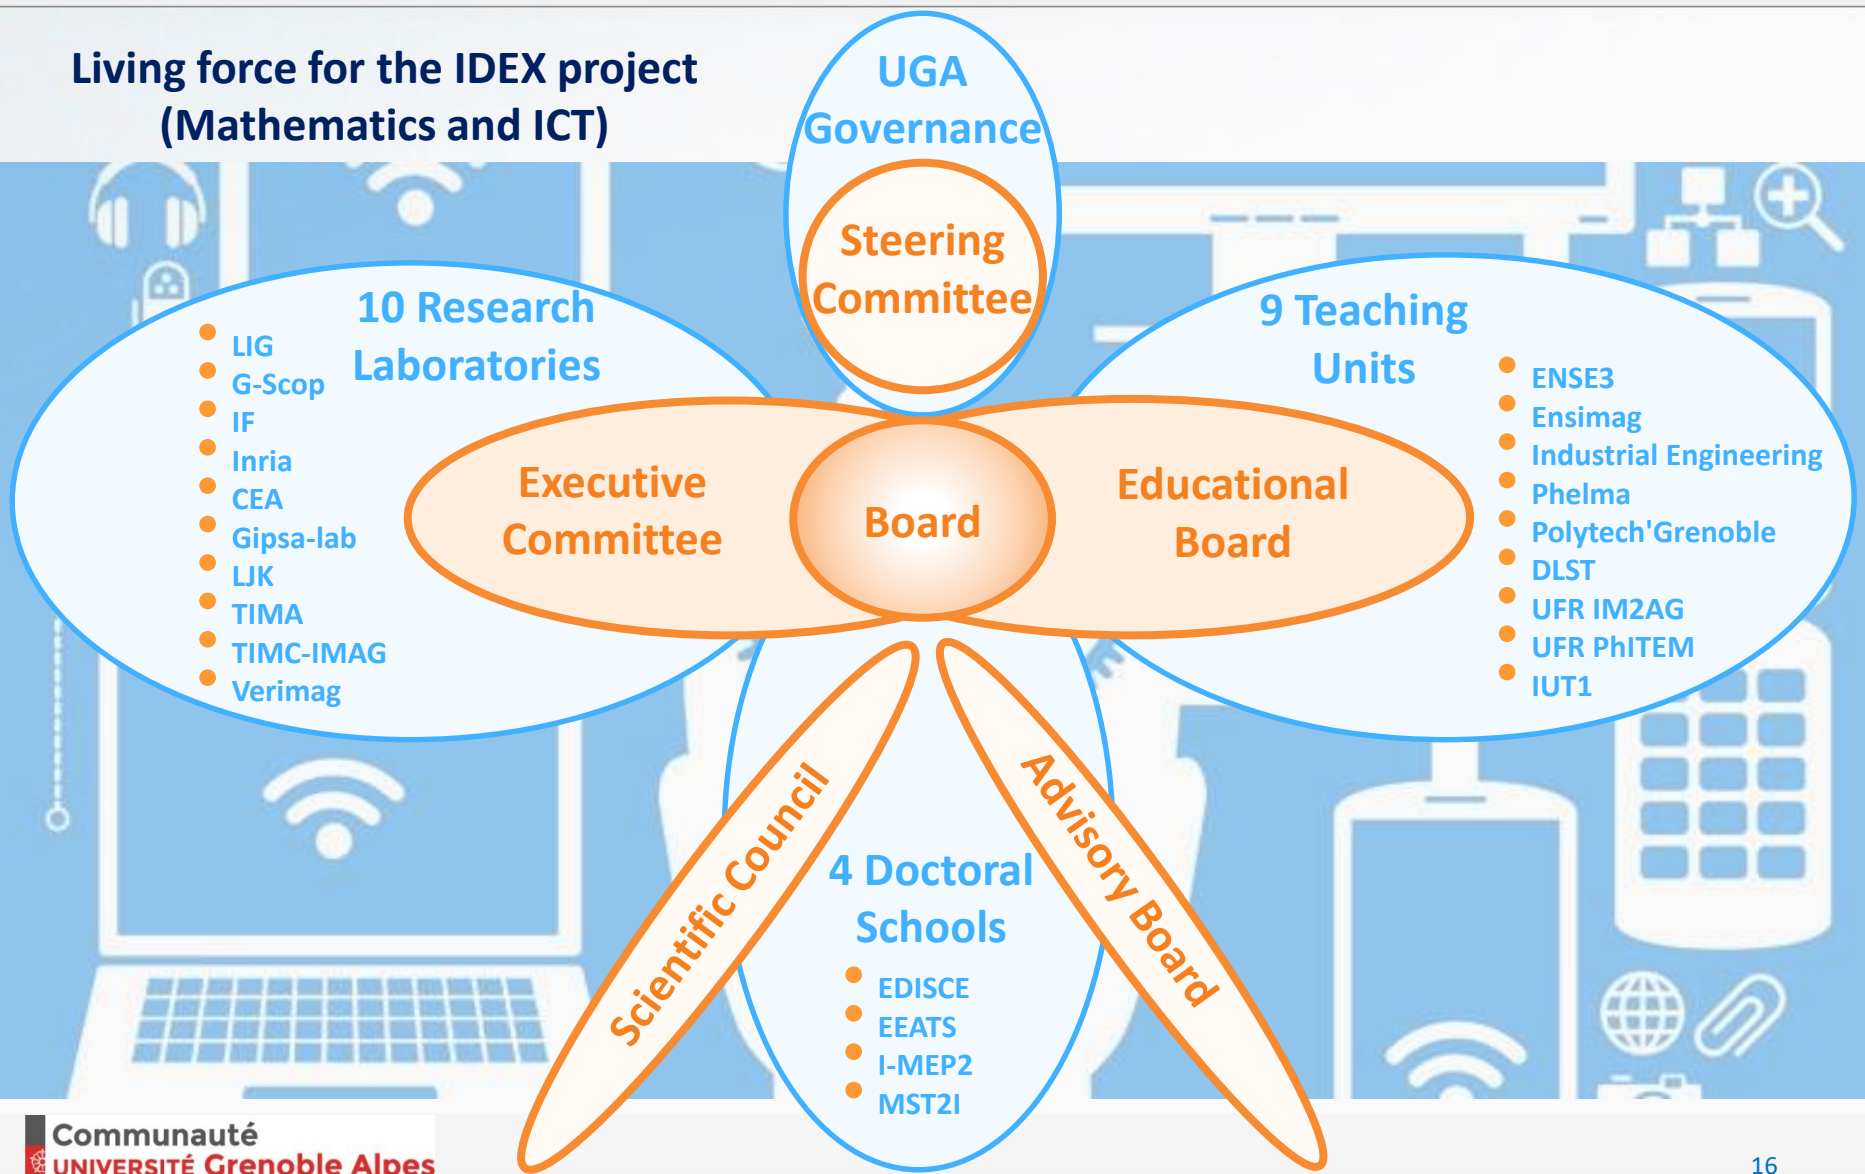 Living force for the IDEX project
(Mathematics and ICT)
UGA
Governance
Steering
Committee
10 Research
Laboratories
LIG
G-Scop
IF
Inria
CEA
Gipsa-lab
LJK
TIMA
TIMC-IMAG
Verimag
9 Teaching
Units
ENSE3
Ensimag
Industrial Engineering
Phelma
Polytech'Grenoble
DLST
UFR IM2AG
UFR PhITEM
IUT1
Executive
Committee
Board
Educational
Board
Scientific Council
Advisory Board
4 Doctoral
Schools
EDISCE
EEATS
I-MEP2
MST2I
Communauté
UNIVERSITÉ Grenoble Alpes
16